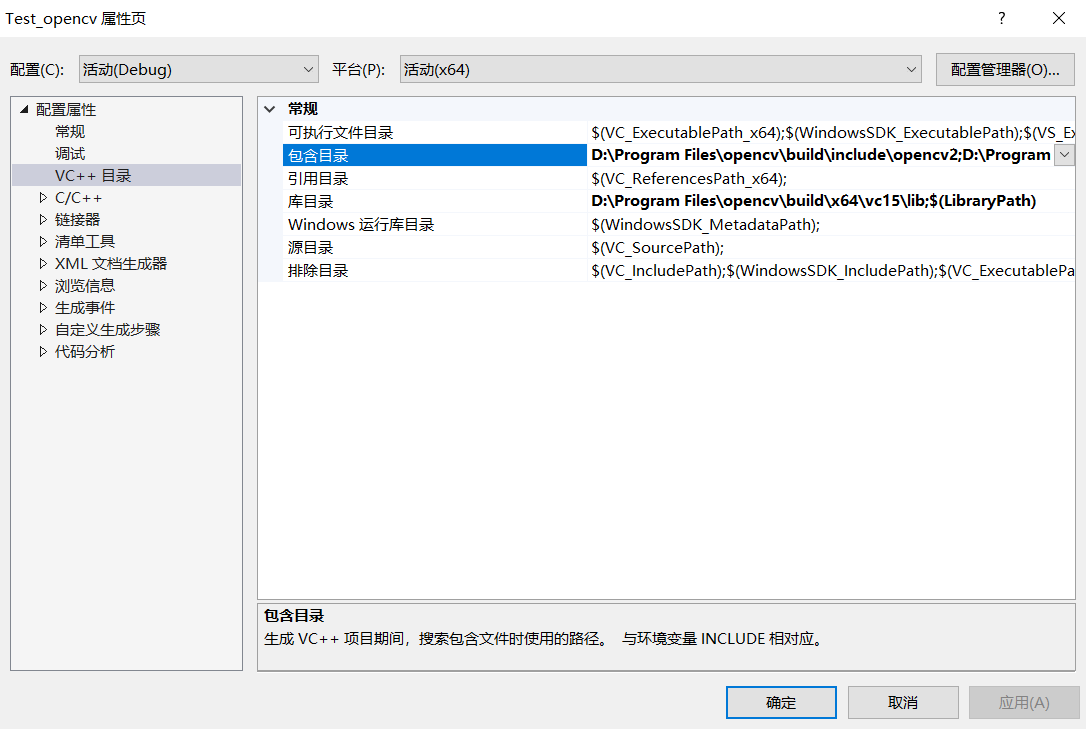 Test_opencv 属性页
?
配置(C): 活动(Debug) 平台(P): 活动(x64) 配置管理器(O)...
配置属性
常规
调试
VC++ 目录
C/C++
链接器
清单工具
XML 文档生成器
浏览信息
生成事件
自定义生成步骤
代码分析
常规
可执行文件目录 $(VC_ExecutablePath_x64);$(WindowsSDK_ExecutablePath);$(VS_Ex
包含目录 D:\Program Files\opencv\build\include\opencv2;D:\Program
引用目录 $(VC_ReferencesPath_x64);
库目录 D:\Program Files\opencv\build\x64\vc15\lib;$(LibraryPath)
Windows 运行库目录 $(WindowsSDK_MetadataPath);
源目录 $(VC_SourcePath);
排除目录 $(VC_IncludePath);$(WindowsSDK_IncludePath);$(VC_ExecutablePa
包含目录
生成 VC++ 项目期间，搜索包含文件时使用的路径。 与环境变量 INCLUDE 相对应。
确定 取消 应用(A)